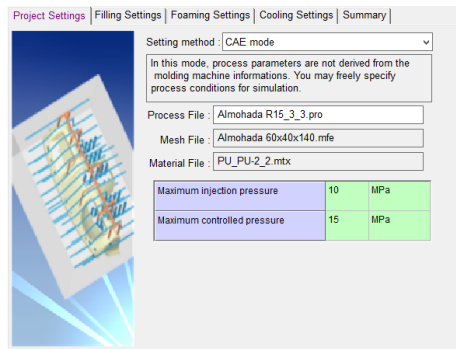 Project Settings Filling Settings Foaming Settings Cooling Settings Summary
Setting method : CAE mode
In this mode, process parameters are not derived from the
molding machine informations. You may freely specify
process conditions for simulation.
Process File : Almohada R15_3_3.pro
Mesh File : Almohada 60x40x140.mfe
Material File : PU_PU-2_2.mtx
Maximum injection pressure 10 MPa
Maximum controlled pressure 15 MPa